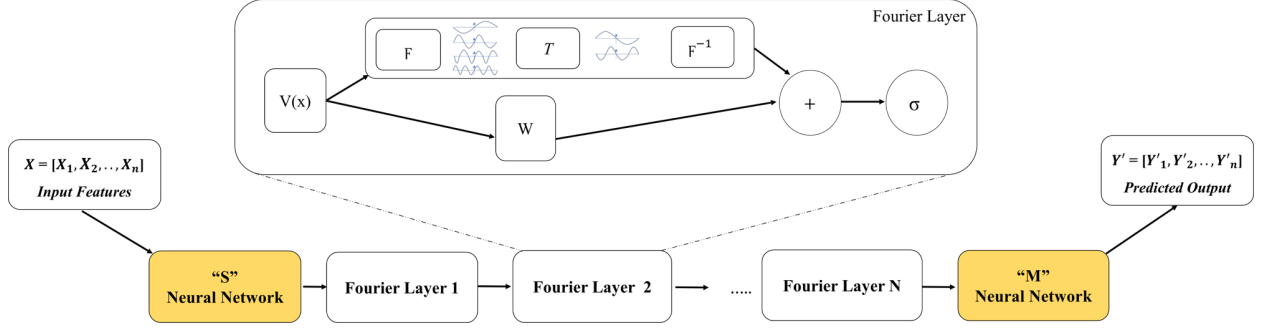 Fourier Layer
F
T
F⁻¹
V(x)
W
+
σ
X = [X₁, X₂, . . , Xₙ]
Input Features
Y′ = [Y′₁, Y′₂, . . , Y′ₙ]
Predicted Output
“S”
Neural Network
Fourier Layer 1
Fourier Layer 2
.....
Fourier Layer N
“M”
Neural Network